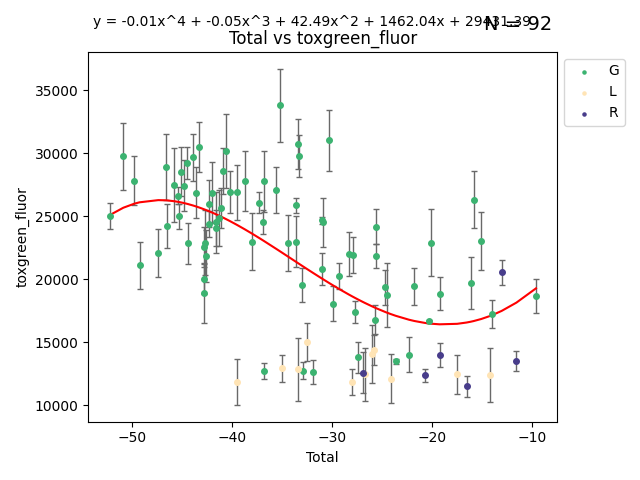 y = -0.01x^4 + -0.05x^3 + 42.49x^2 + 1462.04x + 29431.39
N = 92
Total vs toxgreen_fluor
G
L
R
toxgreen_fluor
35000
30000
25000
20000
15000
10000
−50
−40
−30
−20
−10
Total